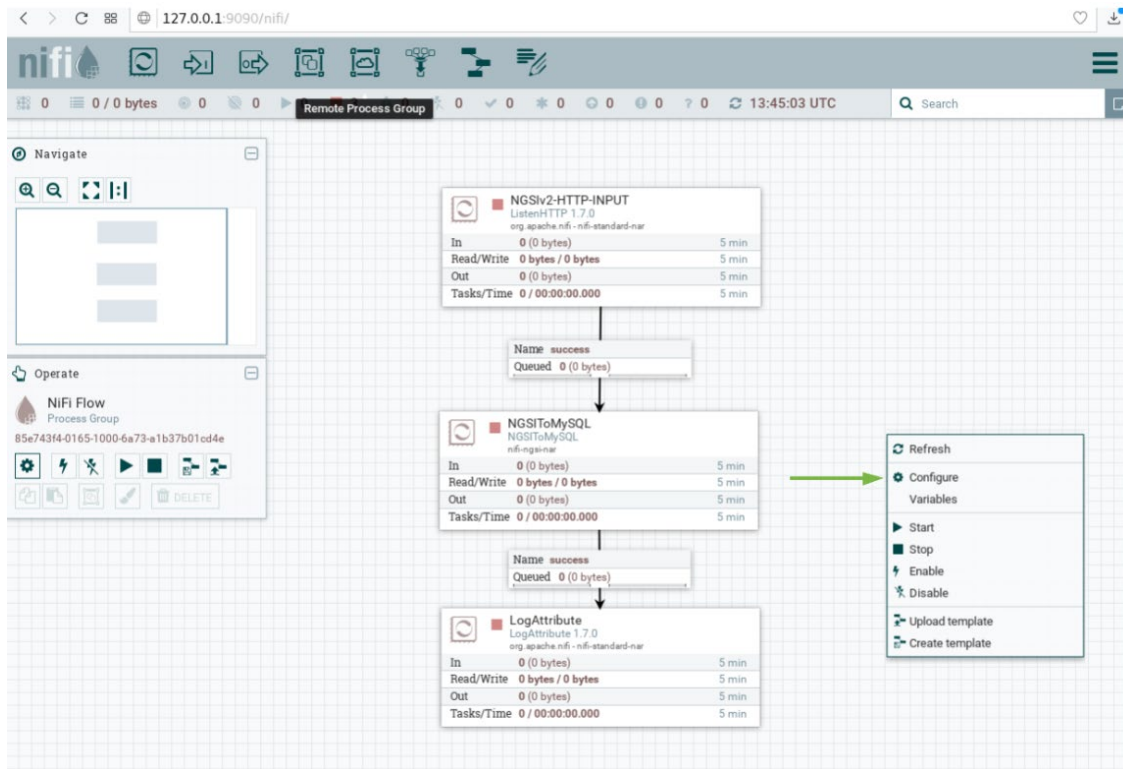 127.0.0.1:9090/nifi/
nifi
0 0 / 0 bytes 0 0 0 0 0 0 0 ? 0 13:45:03 UTC Search
Remote Process Group
Navigate
NGSIv2-HTTP-INPUT
ListenHTTP 1.7.0
org.apache.nifi - nifi-standard-nar
In 0 (0 bytes) 5 min
Read/Write 0 bytes / 0 bytes 5 min
Out 0 (0 bytes) 5 min
Tasks/Time 0 / 00:00:00.000 5 min
Name success
Queued 0 (0 bytes)
Operate
NiFi Flow
Process Group
85e743f4-0165-1000-6a73-a1b37b01cd4e
DELETE
NGSIToMySQL
NGSIToMySQL
nifi-ngsi-nar
In 0 (0 bytes) 5 min
Read/Write 0 bytes / 0 bytes 5 min
Out 0 (0 bytes) 5 min
Tasks/Time 0 / 00:00:00.000 5 min
Name success
Queued 0 (0 bytes)
LogAttribute
LogAttribute 1.7.0
org.apache.nifi - nifi-standard-nar
In 0 (0 bytes) 5 min
Read/Write 0 bytes / 0 bytes 5 min
Out 0 (0 bytes) 5 min
Tasks/Time 0 / 00:00:00.000 5 min
Refresh
Configure
Variables
Start
Stop
Enable
Disable
Upload template
Create template